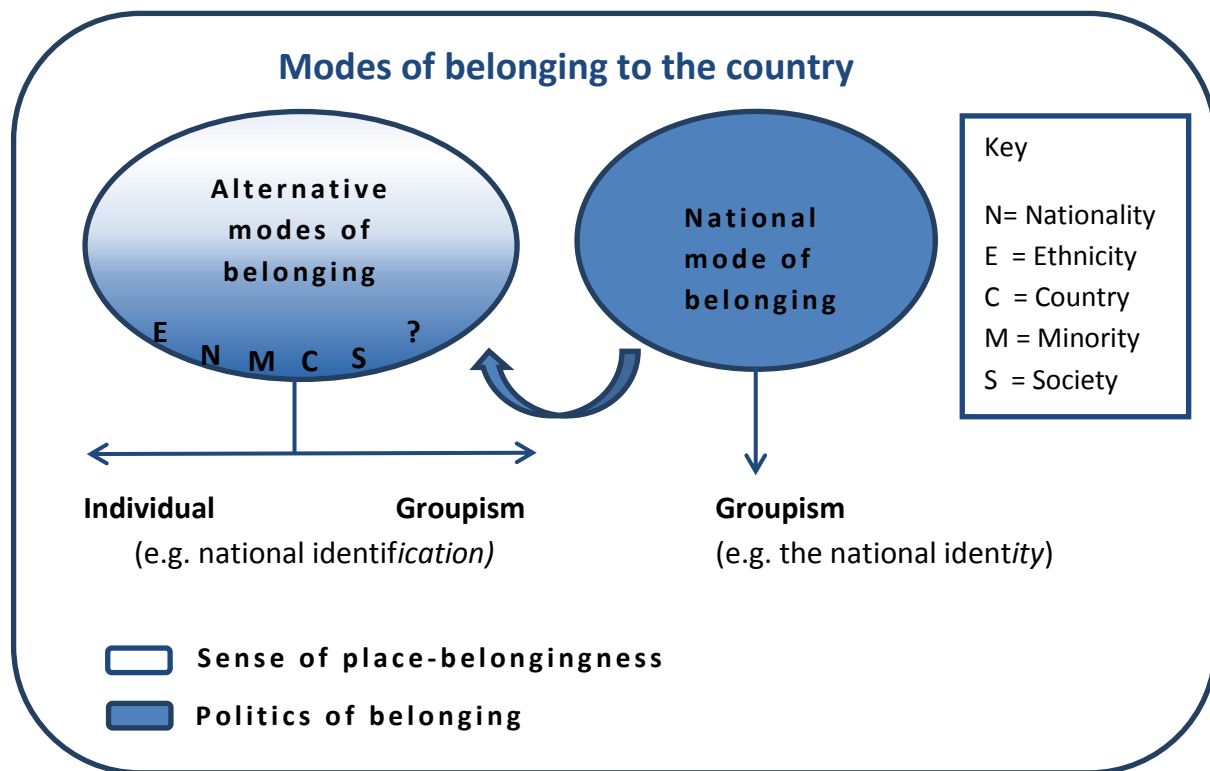 Modes of belonging to the country
Alternative
modes of
belonging
E
N
M
C
S
?
National
mode of
belonging
Key
N= Nationality
E = Ethnicity
C = Country
M = Minority
S = Society
Individual
Groupism
(e.g. national identification)
Groupism
(e.g. the national identity)
Sense of place-belongingness
Politics of belonging